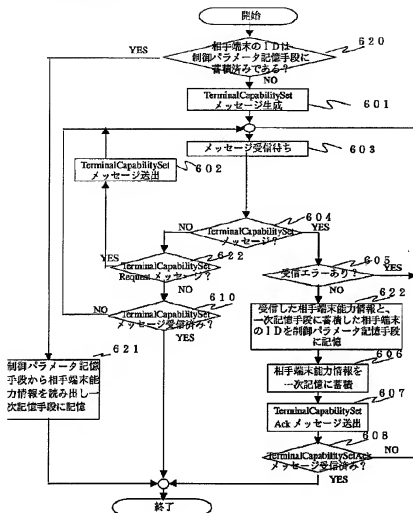 開始
YES
相手端末のIDは
制御パラメータ記憶手段に
蓄積済みである?
620
NO
TerminalCapabilitySet
メッセージ生成
601
メッセージ受信待ち
603
TerminalCapabilitySet
メッセージ送出
602
604
NO
TerminalCapabilitySet
メッセージ?
YES
YES
TerminalCapabilitySet
Request メッセージ?
622
605
受信エラーあり?
YES
NO
NO
610
NO
TerminalCapabilitySet
メッセージ受信済み?
YES
622
受信した相手端末能力情報と、
一次記憶手段に蓄積した相手端末
のIDを制御パラメータ記憶手段
に記憶
606
621
制御パラメータ記憶
手段から相手端末能
力情報を読み出し一
次記憶手段に記憶
相手端末能力情報を
一次記憶に蓄積
607
TerminalCapabilitySet
Ack メッセージ送出
608
TerminalCapabilitySetAck
メッセージ受信済み?
NO
YES
終了